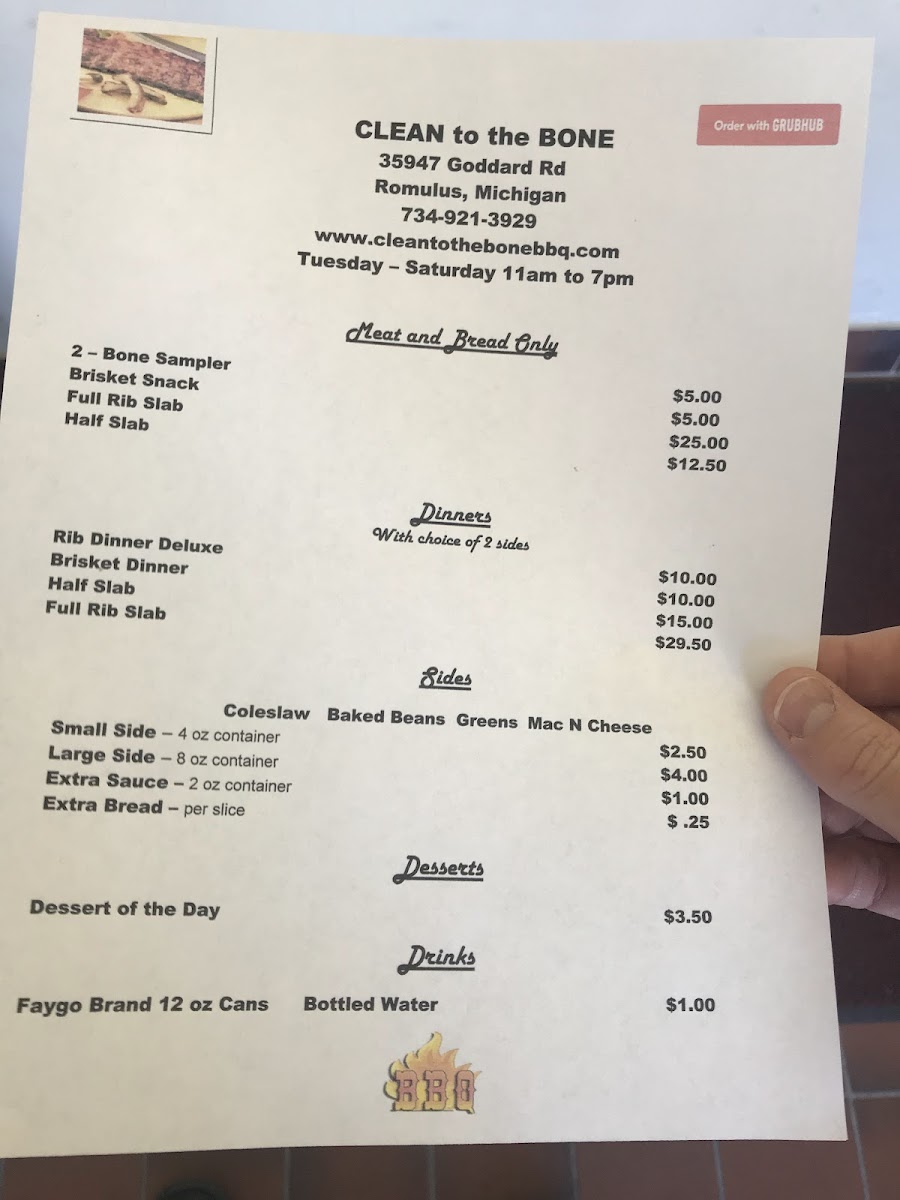 Order with GRUBHUB
CLEAN to the BONE
35947 Goddard Rd
Romulus, Michigan
734-921-3929
www.cleantothebonebbq.com
Tuesday – Saturday 11am to 7pm
Meat and Bread Only
2 – Bone Sampler $5.00
Brisket Snack $5.00
Full Rib Slab $25.00
Half Slab $12.50
Dinners
With choice of 2 sides
Rib Dinner Deluxe $10.00
Brisket Dinner $10.00
Half Slab $15.00
Full Rib Slab $29.50
Sides
Coleslaw Baked Beans Greens Mac N Cheese
Small Side – 4 oz container $2.50
Large Side – 8 oz container $4.00
Extra Sauce – 2 oz container $1.00
Extra Bread – per slice $ .25
Desserts
Dessert of the Day $3.50
Drinks
Faygo Brand 12 oz Cans Bottled Water $1.00
BBQ